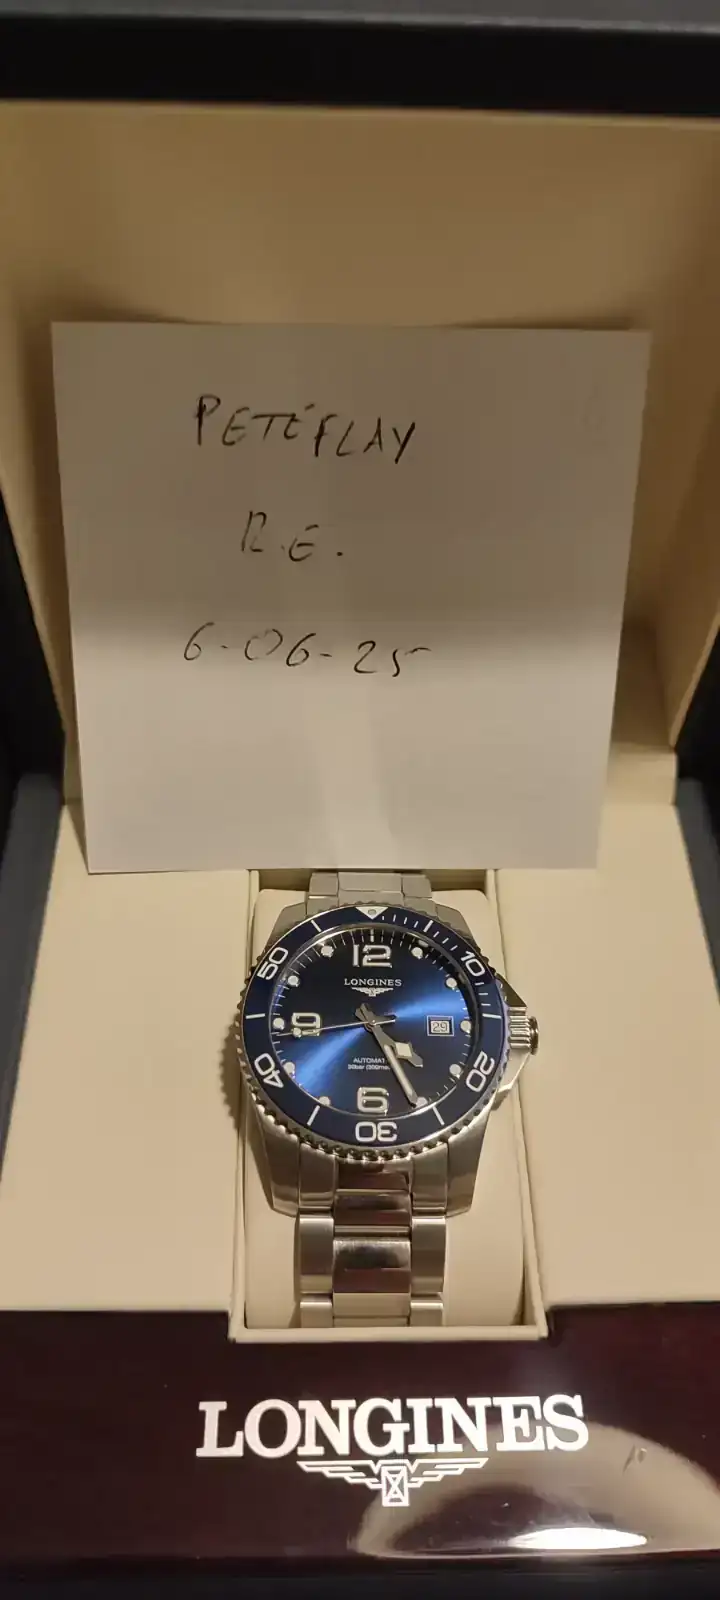 PETEFLAY
R.E.
6-06-25
12
50
10
LONGINES
9
29
40
20
AUTOMATIC
6
30
LONGINES